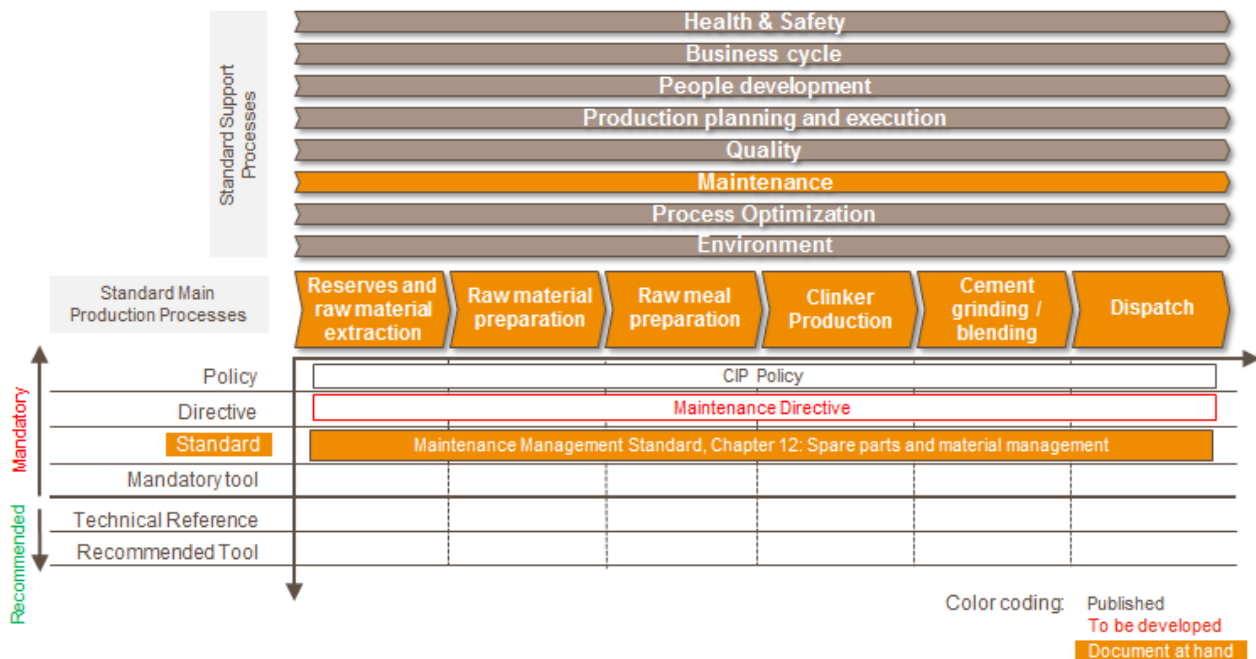 Standard Support
Processes
Health & Safety
Business cycle
People development
Production planning and execution
Quality
Maintenance
Process Optimization
Environment
Standard Main
Production Processes
Reserves and
raw material
extraction
Raw material
preparation
Raw meal
preparation
Clinker
Production
Cement
grinding /
blending
Dispatch
Mandatory
Policy
CIP Policy
Directive
Maintenance Directive
Standard
Maintenance Management Standard, Chapter 12: Spare parts and material management
Mandatory tool
Recommended
Technical Reference
Recommended Tool
Color coding:
Published
To be developed
Document at hand